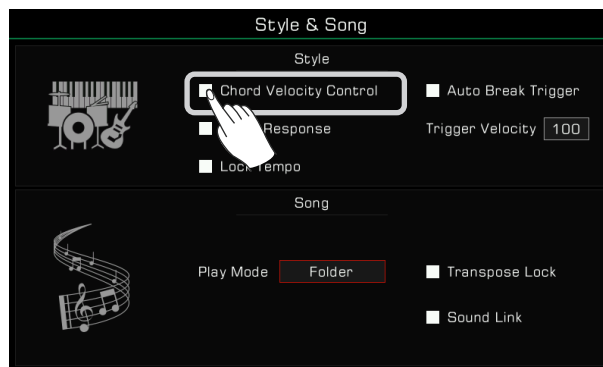 Style & Song
Style
Chord Velocity Control
Auto Break Trigger
Response
Trigger Velocity 100
Lock Tempo
Song
Play Mode Folder
Transpose Lock
Sound Link